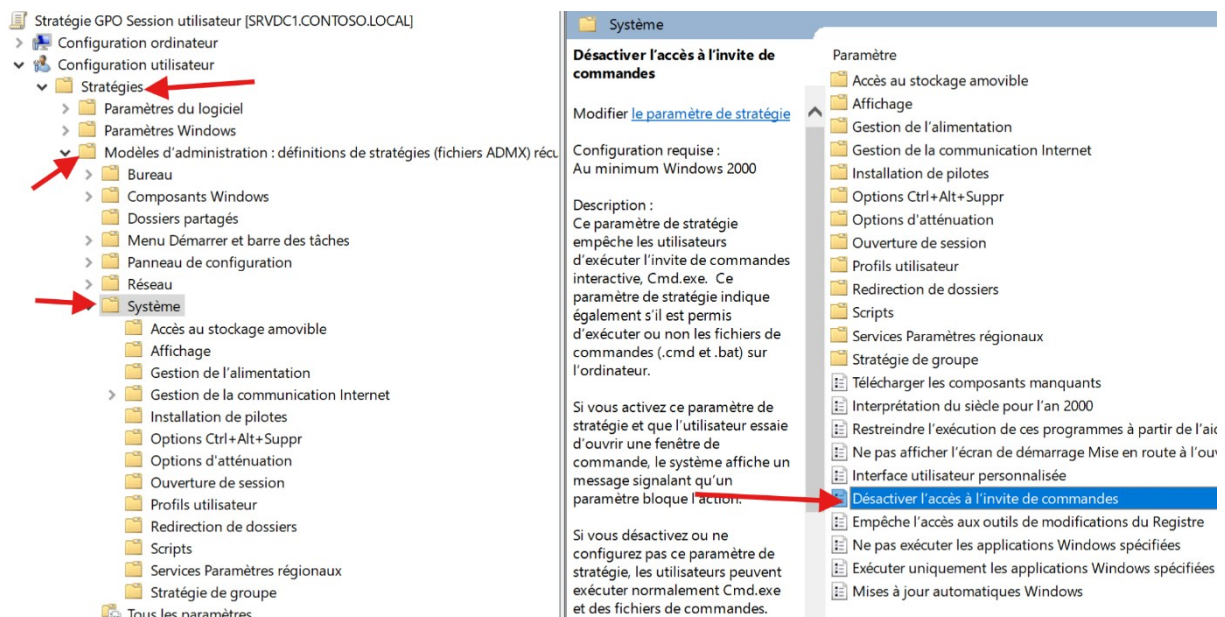 Stratégie GPO Session utilisateur [SRVDC1.CONTOSO.LOCAL]
Configuration ordinateur
Configuration utilisateur
Stratégies
Paramètres du logiciel
Paramètres Windows
Modèles d'administration : définitions de stratégies (fichiers ADMX) récu
Bureau
Composants Windows
Dossiers partagés
Menu Démarrer et barre des tâches
Panneau de configuration
Réseau
Système
Accès au stockage amovible
Affichage
Gestion de l'alimentation
Gestion de la communication Internet
Installation de pilotes
Options Ctrl+Alt+Suppr
Options d'atténuation
Ouverture de session
Profils utilisateur
Redirection de dossiers
Scripts
Services Paramètres régionaux
Stratégie de groupe
Tous les paramètres
Système
Désactiver l'accès à l'invite de
commandes
Modifier le paramètre de stratégie
Configuration requise :
Au minimum Windows 2000
Description :
Ce paramètre de stratégie
empêche les utilisateurs
d'exécuter l'invite de commandes
interactive, Cmd.exe. Ce
paramètre de stratégie indique
également s'il est permis
d'exécuter ou non les fichiers de
commandes (.cmd et .bat) sur
l'ordinateur.
Si vous activez ce paramètre de
stratégie et que l'utilisateur essaie
d'ouvrir une fenêtre de
commande, le système affiche un
message signalant qu'un
paramètre bloque l'action.
Si vous désactivez ou ne
configurez pas ce paramètre de
stratégie, les utilisateurs peuvent
exécuter normalement Cmd.exe
et des fichiers de commandes.
Paramètre
Accès au stockage amovible
Affichage
Gestion de l'alimentation
Gestion de la communication Internet
Installation de pilotes
Options Ctrl+Alt+Suppr
Options d'atténuation
Ouverture de session
Profils utilisateur
Redirection de dossiers
Scripts
Services Paramètres régionaux
Stratégie de groupe
Télécharger les composants manquants
Interprétation du siècle pour l'an 2000
Restreindre l'exécution de ces programmes à partir de l'aid
Ne pas afficher l'écran de démarrage Mise en route à l'ouv
Interface utilisateur personnalisée
Désactiver l'accès à l'invite de commandes
Empêche l'accès aux outils de modifications du Registre
Ne pas exécuter les applications Windows spécifiées
Exécuter uniquement les applications Windows spécifiées
Mises à jour automatiques Windows